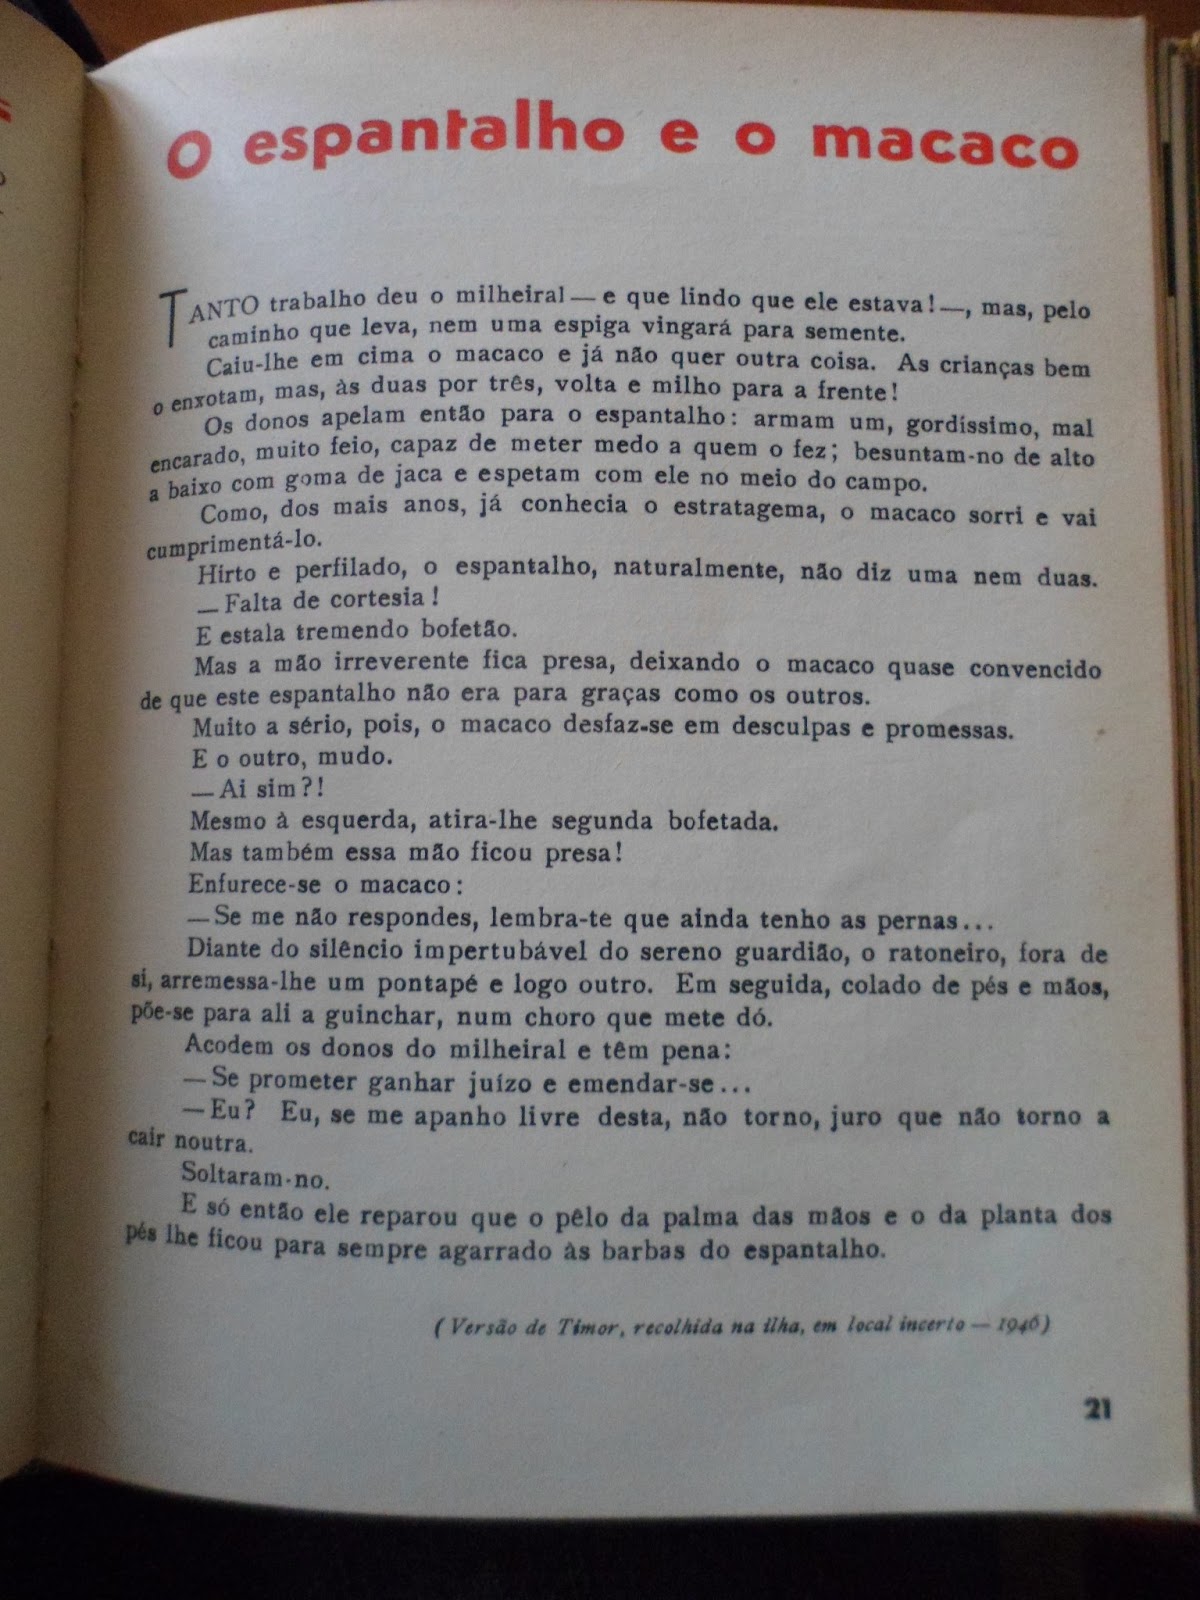 O espantalho e o macaco
TANTO trabalho deu o milheiral — e que lindo que ele estava! —, mas, pelo
caminho que leva, nem uma espiga vingará para semente.
Caiu-lhe em cima o macaco e já não quer outra coisa. As crianças bem
o enxotam, mas, às duas por três, volta e milho para a frente!
Os donos apelam então para o espantalho: armam um, gordíssimo, mal
encarado, muito feio, capaz de meter medo a quem o fez; besuntam-no de alto
a baixo com goma de jaca e espetam com ele no meio do campo.
Como, dos mais anos, já conhecia o estratagema, o macaco sorri e vai
cumprimentá-lo.
Hirto e perfilado, o espantalho, naturalmente, não diz uma nem duas.
— Falta de cortesia!
E estala tremendo bofetão.
Mas a mão irreverente fica presa, deixando o macaco quase convencido
de que este espantalho não era para graças como os outros.
Muito a sério, pois, o macaco desfaz-se em desculpas e promessas.
E o outro, mudo.
— Ai sim?!
Mesmo à esquerda, atira-lhe segunda bofetada.
Mas também essa mão ficou presa!
Enfurece-se o macaco:
— Se me não respondes, lembra-te que ainda tenho as pernas...
Diante do silêncio impertubável do sereno guardião, o ratoneiro, fora de
si, arremessa-lhe um pontapé e logo outro. Em seguida, colado de pés e mãos,
põe-se para ali a guinchar, num choro que mete dó.
Acodem os donos do milheiral e têm pena:
— Se prometer ganhar juízo e emendar-se...
— Eu? Eu, se me apanho livre desta, não torno, juro que não torno a
cair noutra.
Soltaram-no.
E só então ele reparou que o pêlo da palma das mãos e o da planta dos
pés lhe ficou para sempre agarrado às barbas do espantalho.
(Versão de Timor, recolhida na ilha, em local incerto — 1946)
21